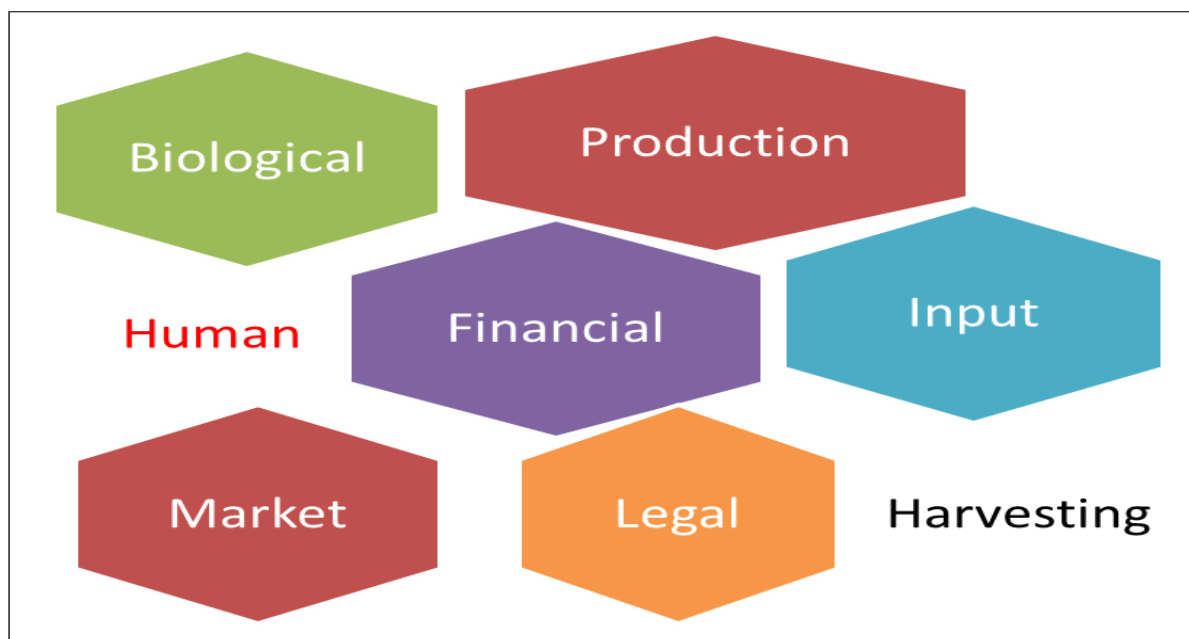 Biological
Production
Human
Financial
Input
Market
Legal
Harvesting